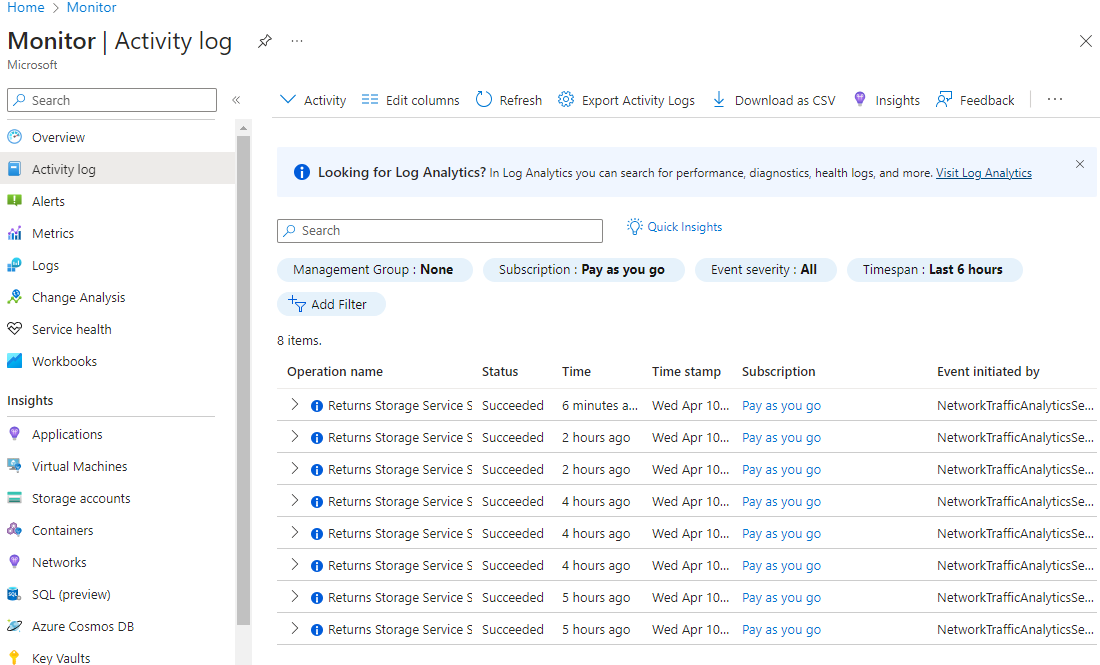 Home > Monitor
Monitor | Activity log
Microsoft
Search
Overview
Activity log
Alerts
Metrics
Logs
Change Analysis
Service health
Workbooks
Insights
Applications
Virtual Machines
Storage accounts
Containers
Networks
SQL (preview)
Azure Cosmos DB
Key Vaults
Activity Edit columns Refresh Export Activity Logs Download as CSV Insights Feedback
Looking for Log Analytics? In Log Analytics you can search for performance, diagnostics, health logs, and more. Visit Log Analytics
Search Quick Insights
Management Group : None Subscription : Pay as you go Event severity : All Timespan : Last 6 hours
Add Filter
8 items.
Operation name Status Time Time stamp Subscription Event initiated by
Returns Storage Service S Succeeded 6 minutes a... Wed Apr 10... Pay as you go NetworkTrafficAnalyticsSe...
Returns Storage Service S Succeeded 2 hours ago Wed Apr 10... Pay as you go NetworkTrafficAnalyticsSe...
Returns Storage Service S Succeeded 2 hours ago Wed Apr 10... Pay as you go NetworkTrafficAnalyticsSe...
Returns Storage Service S Succeeded 4 hours ago Wed Apr 10... Pay as you go NetworkTrafficAnalyticsSe...
Returns Storage Service S Succeeded 4 hours ago Wed Apr 10... Pay as you go NetworkTrafficAnalyticsSe...
Returns Storage Service S Succeeded 4 hours ago Wed Apr 10... Pay as you go NetworkTrafficAnalyticsSe...
Returns Storage Service S Succeeded 5 hours ago Wed Apr 10... Pay as you go NetworkTrafficAnalyticsSe...
Returns Storage Service S Succeeded 5 hours ago Wed Apr 10... Pay as you go NetworkTrafficAnalyticsSe...